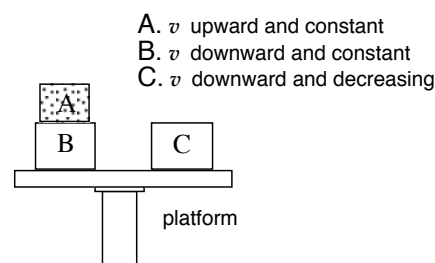 A. v upward and constant
B. v downward and constant
C. v downward and decreasing
A
B
C
platform